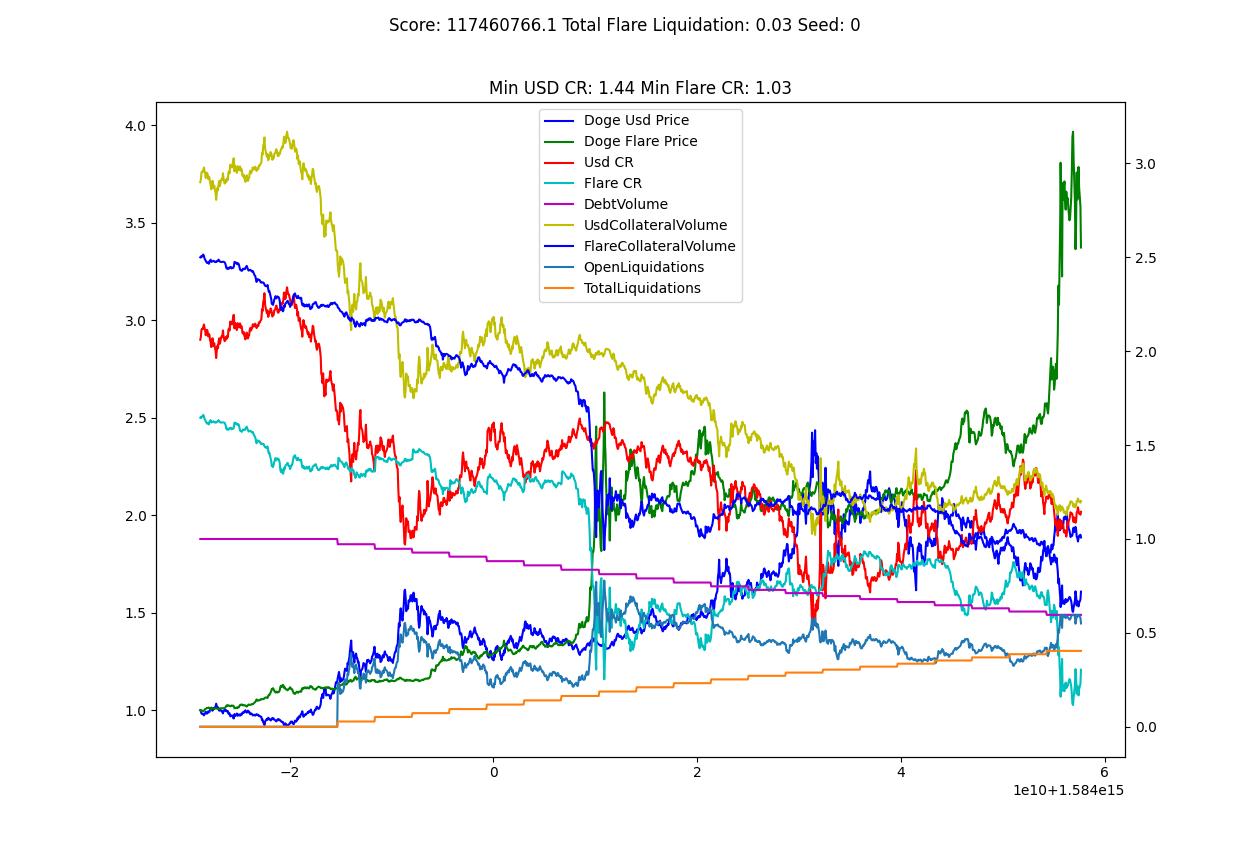 Score: 117460766.1 Total Flare Liquidation: 0.03 Seed: 0
Min USD CR: 1.44 Min Flare CR: 1.03
Doge Usd Price
Doge Flare Price
Usd CR
Flare CR
DebtVolume
UsdCollateralVolume
FlareCollateralVolume
OpenLiquidations
TotalLiquidations
4.0
3.5
3.0
2.5
2.0
1.5
1.0
3.0
2.5
2.0
1.5
1.0
0.5
0.0
−2 0 2 4 6
1e10+1.584e15